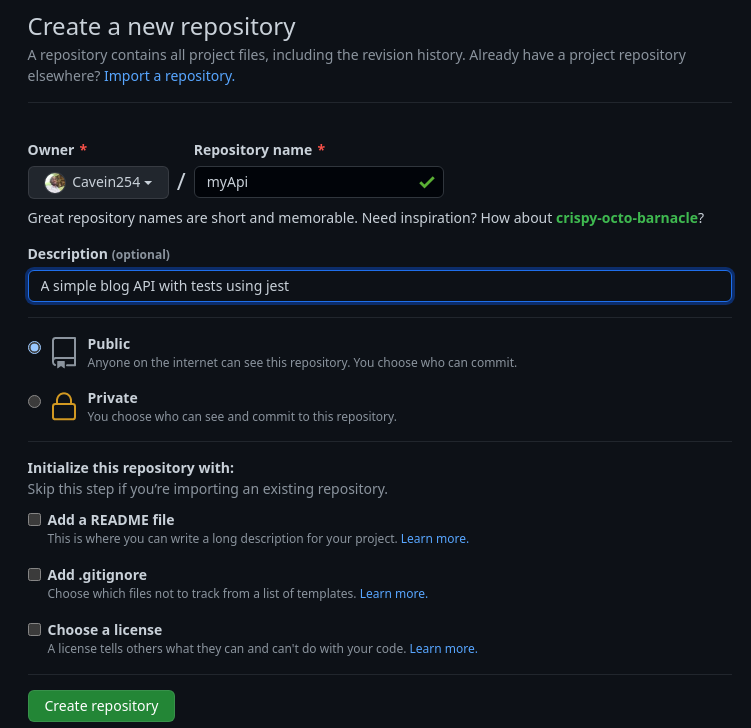 Create a new repository
A repository contains all project files, including the revision history. Already have a project repository
elsewhere? Import a repository.
Owner * Repository name *
Cavein254 / myApi
Great repository names are short and memorable. Need inspiration? How about crispy-octo-barnacle?
Description (optional)
A simple blog API with tests using jest
Public
Anyone on the internet can see this repository. You choose who can commit.
Private
You choose who can see and commit to this repository.
Initialize this repository with:
Skip this step if you're importing an existing repository.
Add a README file
This is where you can write a long description for your project. Learn more.
Add .gitignore
Choose which files not to track from a list of templates. Learn more.
Choose a license
A license tells others what they can and can't do with your code. Learn more.
Create repository